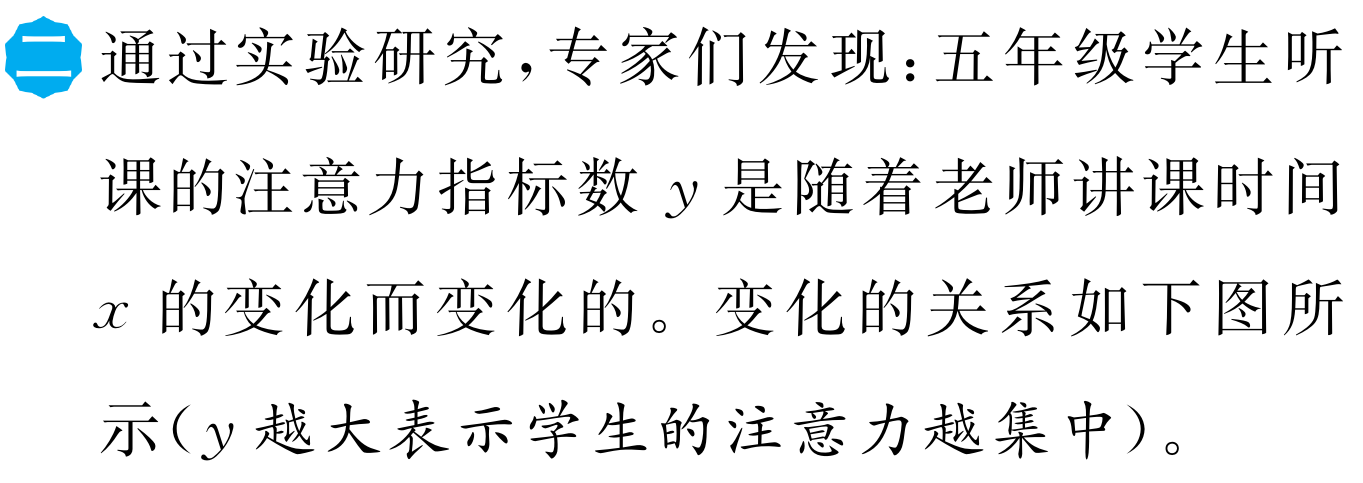 二 通过实验研究，专家们发现：五年级学生听
课的注意力指标数 y 是随着老师讲课时间
x 的变化而变化的。变化的关系如下图所
示（y 越大表示学生的注意力越集中）。